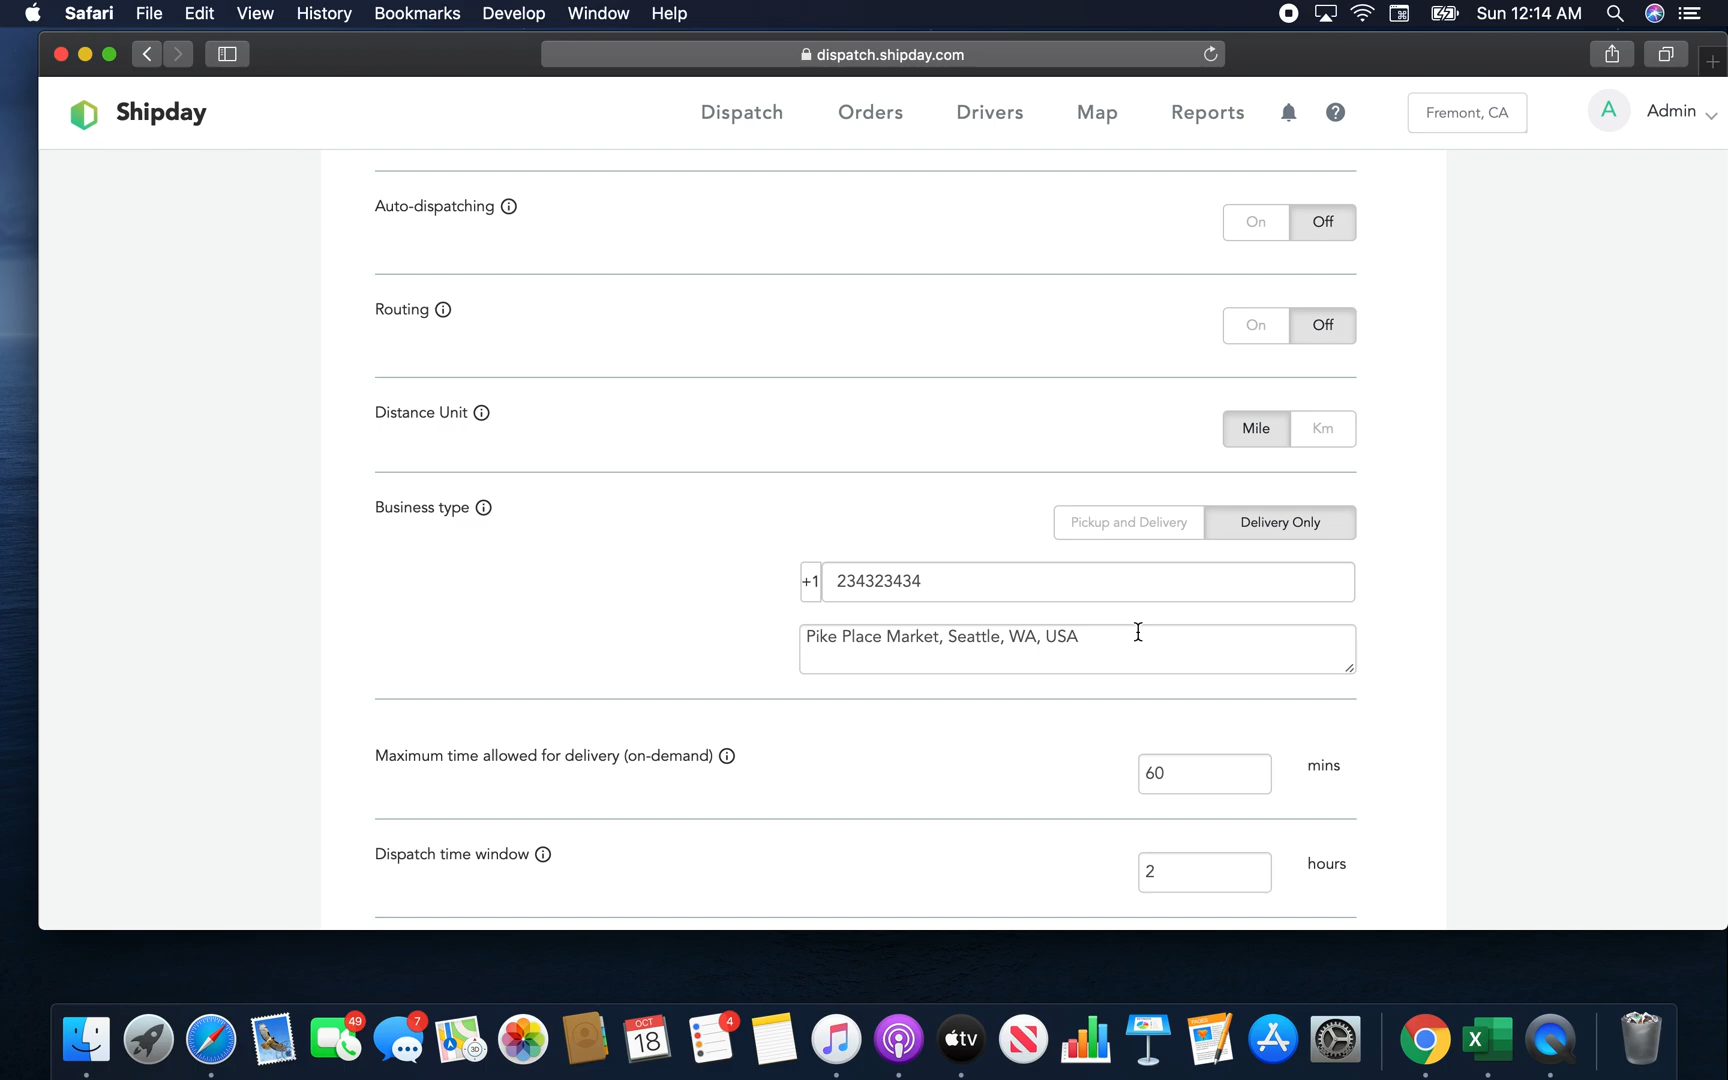 Safari File Edit View History Bookmarks Develop Window Help Sun 12:14 AM
dispatch.shipday.com
Shipday Dispatch Orders Drivers Map Reports Fremont, CA A Admin
Auto-dispatching On Off
Routing On Off
Distance Unit Mile Km
Business type Pickup and Delivery Delivery Only
+1 234323434
Pike Place Market, Seattle, WA, USA
Maximum time allowed for delivery (on-demand) 60 mins
Dispatch time window 2 hours
49 7 3D OCT 18 4 tv N X